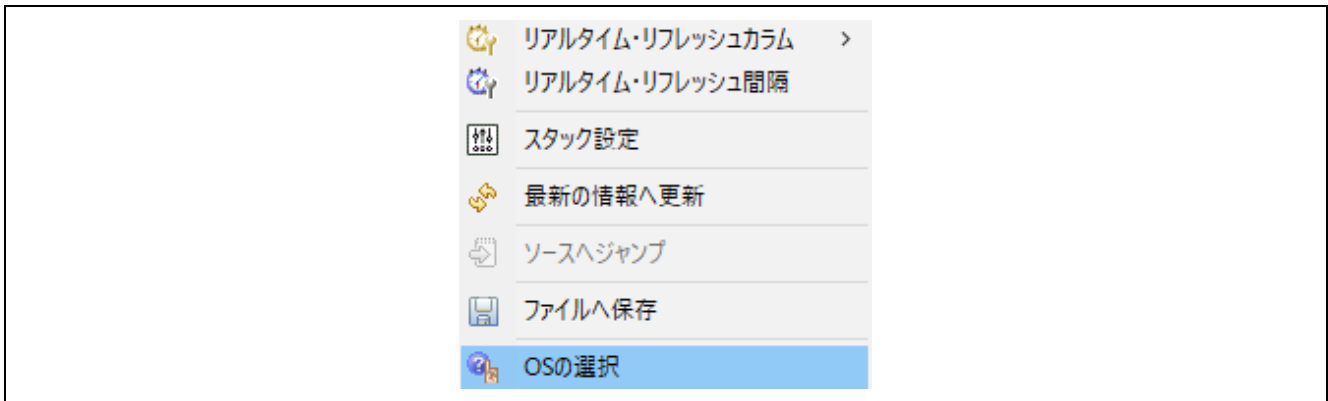 リアルタイム・リフレッシュカラム >
リアルタイム・リフレッシュ間隔
スタック設定
最新の情報へ更新
ソースへジャンプ
ファイルへ保存
OSの選択